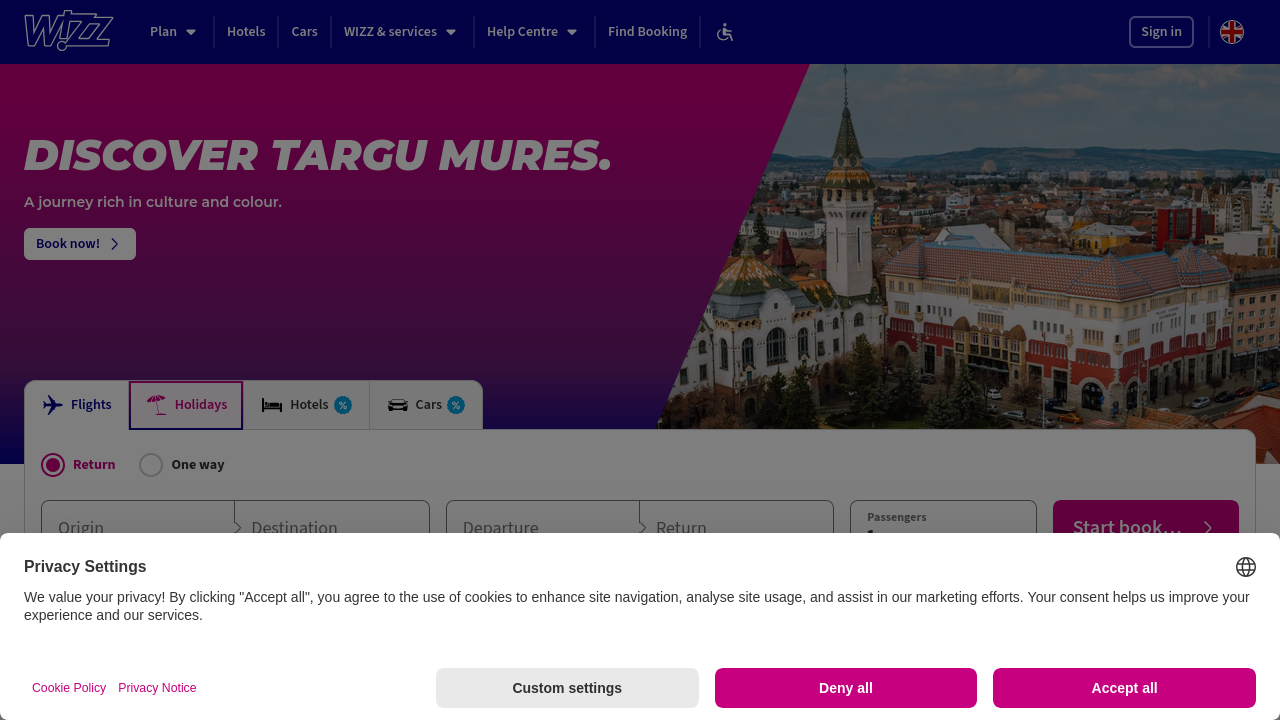 WIZZ
Plan
Hotels
Cars
WIZZ & services
Help Centre
Find Booking
Sign in
DISCOVER TARGU MURES.
A journey rich in culture and colour.
Book now!
Flights
Holidays
Hotels %
Cars %
Return
One way
Origin
Destination
Departure
Return
Passengers
Start book...
Privacy Settings
We value your privacy! By clicking "Accept all", you agree to the use of cookies to enhance site navigation, analyse site usage, and assist in our marketing efforts. Your consent helps us improve your
experience and our services.
Cookie Policy
Privacy Notice
Custom settings
Deny all
Accept all